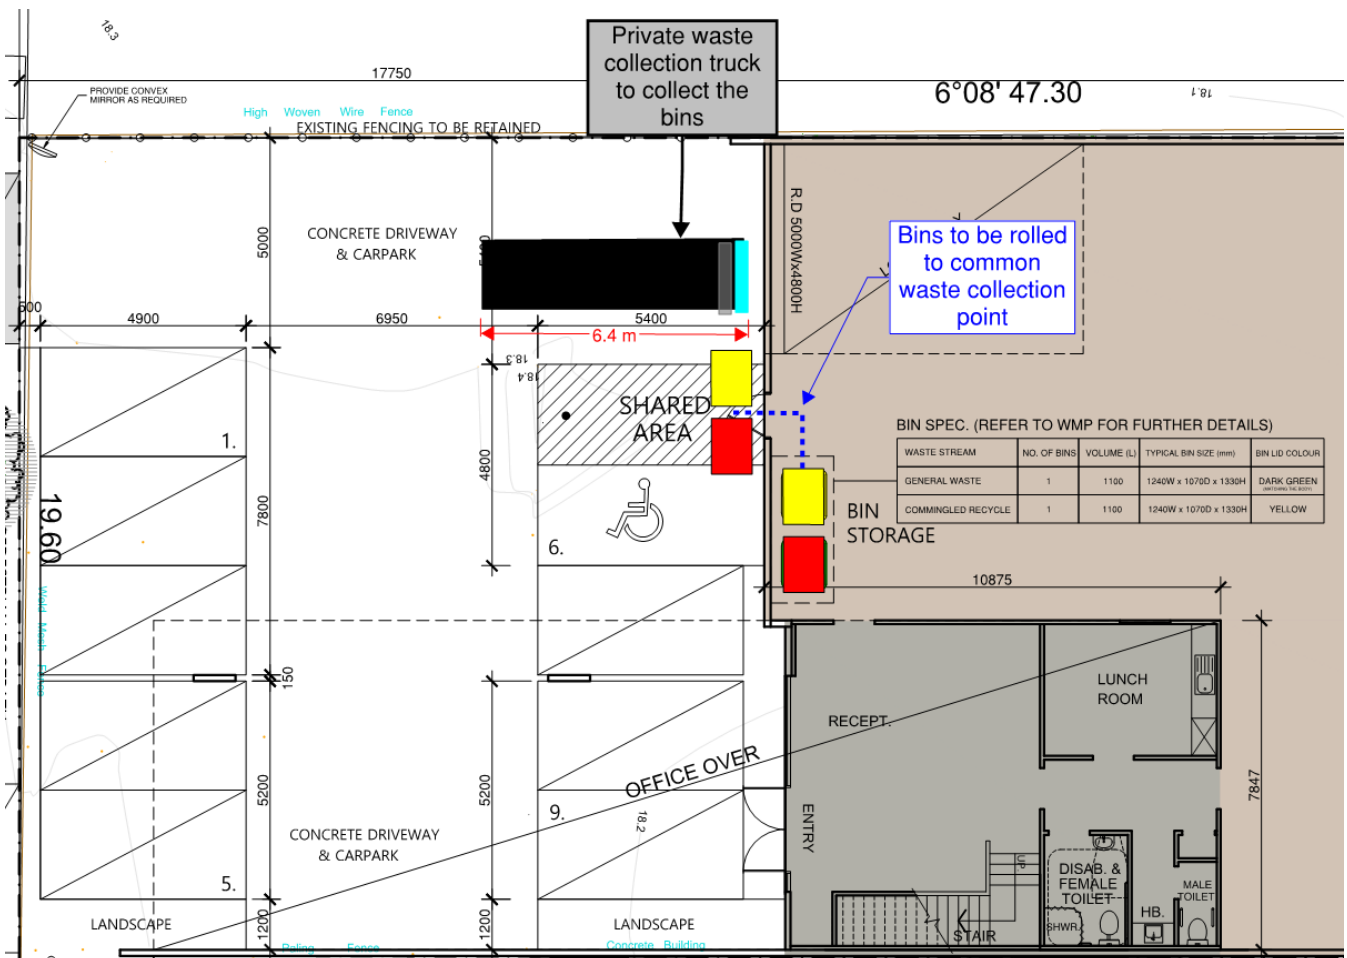 18.3
Private waste
collection truck
to collect the
bins
17750
PROVIDE CONVEX
MIRROR AS REQUIRED
High Woven Wire Fence
EXISTING FENCING TO BE RETAINED
6°08' 47.30
18.1
5000
CONCRETE DRIVEWAY
& CARPARK
R.D 5000Wx4800H
Bins to be rolled
to common
waste collection
point
4900
6950
5400
6.4 m
18.3
18.4
SHARED
AREA
1.
4800
7800
19.60
6.
BIN SPEC. (REFER TO WMP FOR FURTHER DETAILS)
WASTE STREAM NO. OF BINS VOLUME (L) TYPICAL BIN SIZE (mm) BIN LID COLOUR
GENERAL WASTE 1 1100 1240W x 1070D x 1330H DARK GREEN
(MATCHING THE BODY)
COMMINGLED RECYCLE 1 1100 1240W x 1070D x 1330H YELLOW
BIN
STORAGE
10875
Weld Mesh Fence
150
LUNCH
ROOM
RECEPT.
OFFICE OVER
7847
5200
5200
9.
18.2
ENTRY
CONCRETE DRIVEWAY
& CARPARK
UP
5.
DISAB. &
FEMALE
TOILET
MALE
TOILET
HB.
SHWR.
STAIR
LANDSCAPE
1200
1200
LANDSCAPE
Paling Fence
Concrete Building